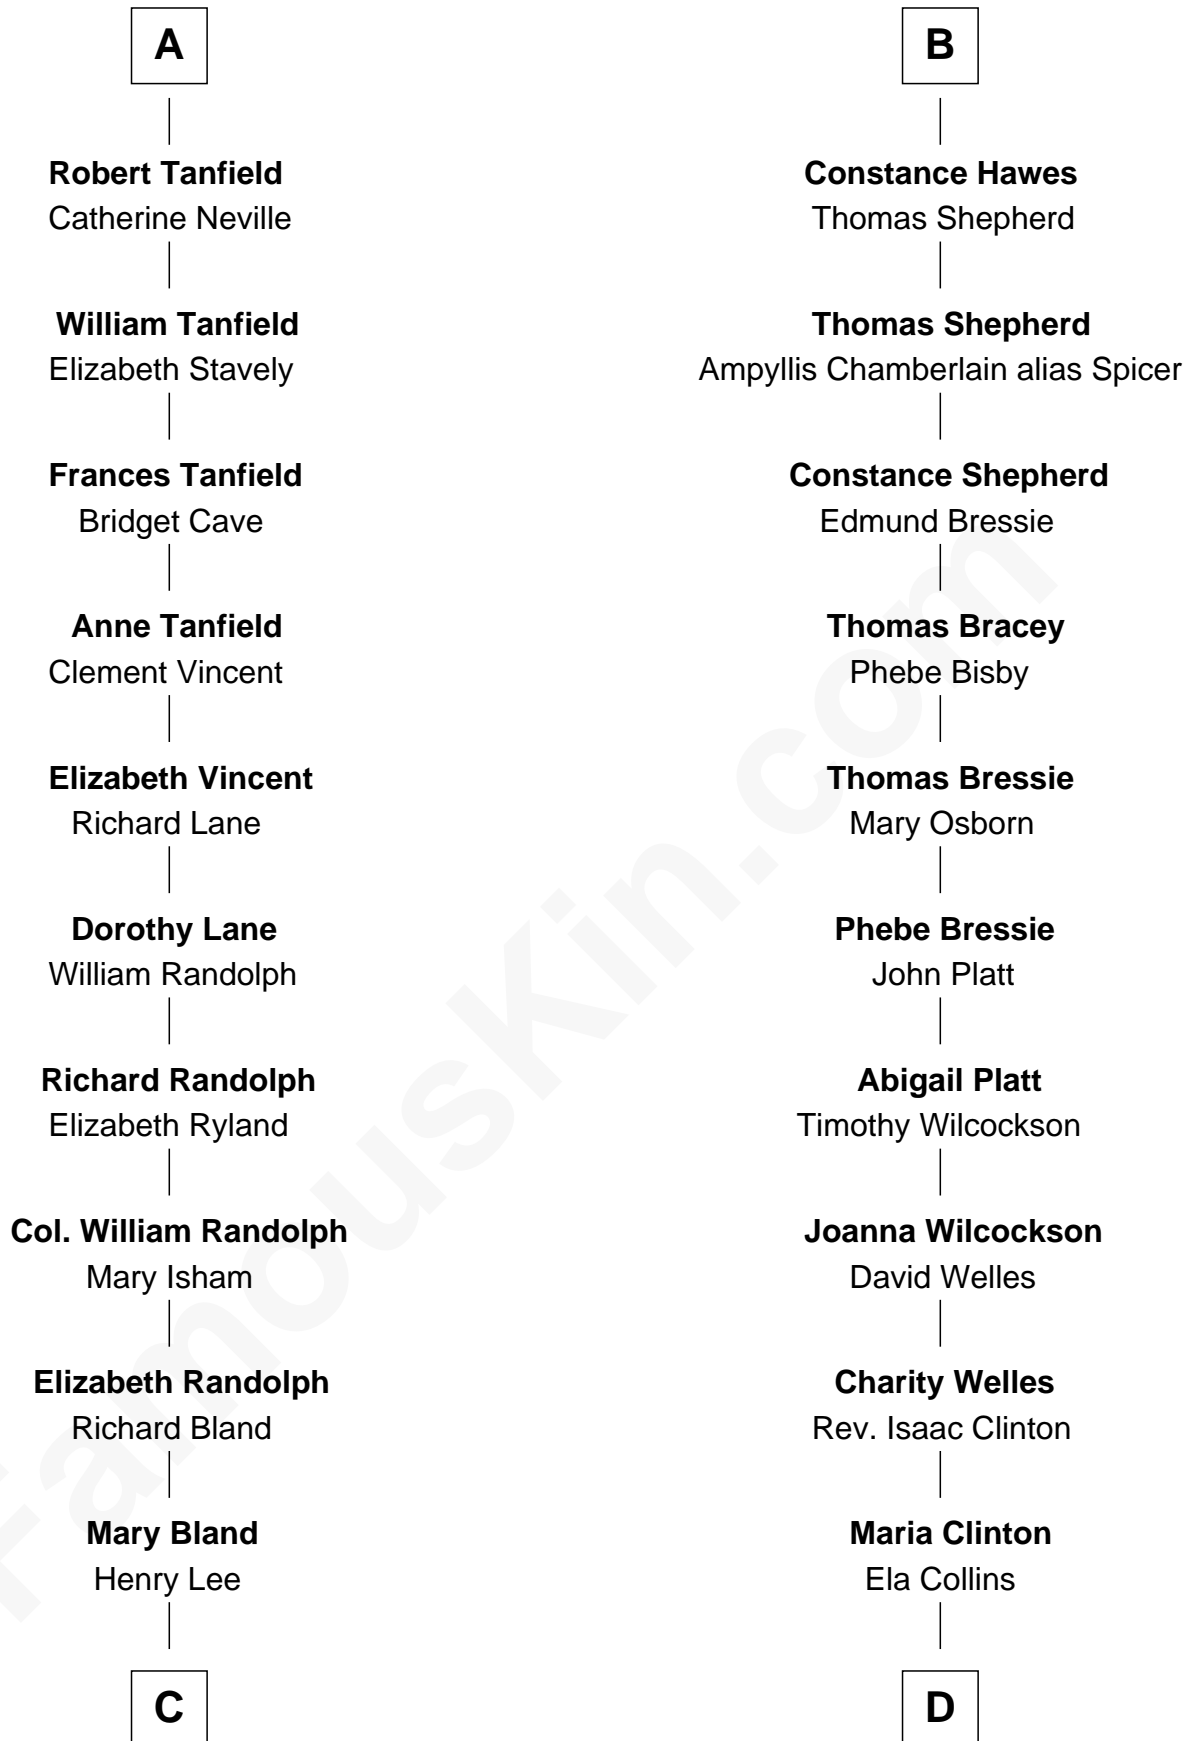 A
Robert Tanfield
Catherine Neville
William Tanfield
Elizabeth Stavely
Frances Tanfield
Bridget Cave
Anne Tanfield
Clement Vincent
Elizabeth Vincent
Richard Lane
Dorothy Lane
William Randolph
Richard Randolph
Elizabeth Ryland
Col. William Randolph
Mary Isham
Elizabeth Randolph
Richard Bland
Mary Bland
Henry Lee
C
B
Constance Hawes
Thomas Shepherd
Thomas Shepherd
Ampyllis Chamberlain alias Spicer
Constance Shepherd
Edmund Bressie
Thomas Bracey
Phebe Bisby
Thomas Bressie
Mary Osborn
Phebe Bressie
John Platt
Abigail Platt
Timothy Wilcockson
Joanna Wilcockson
David Welles
Charity Welles
Rev. Isaac Clinton
Maria Clinton
Ela Collins
D
FamousKin.com